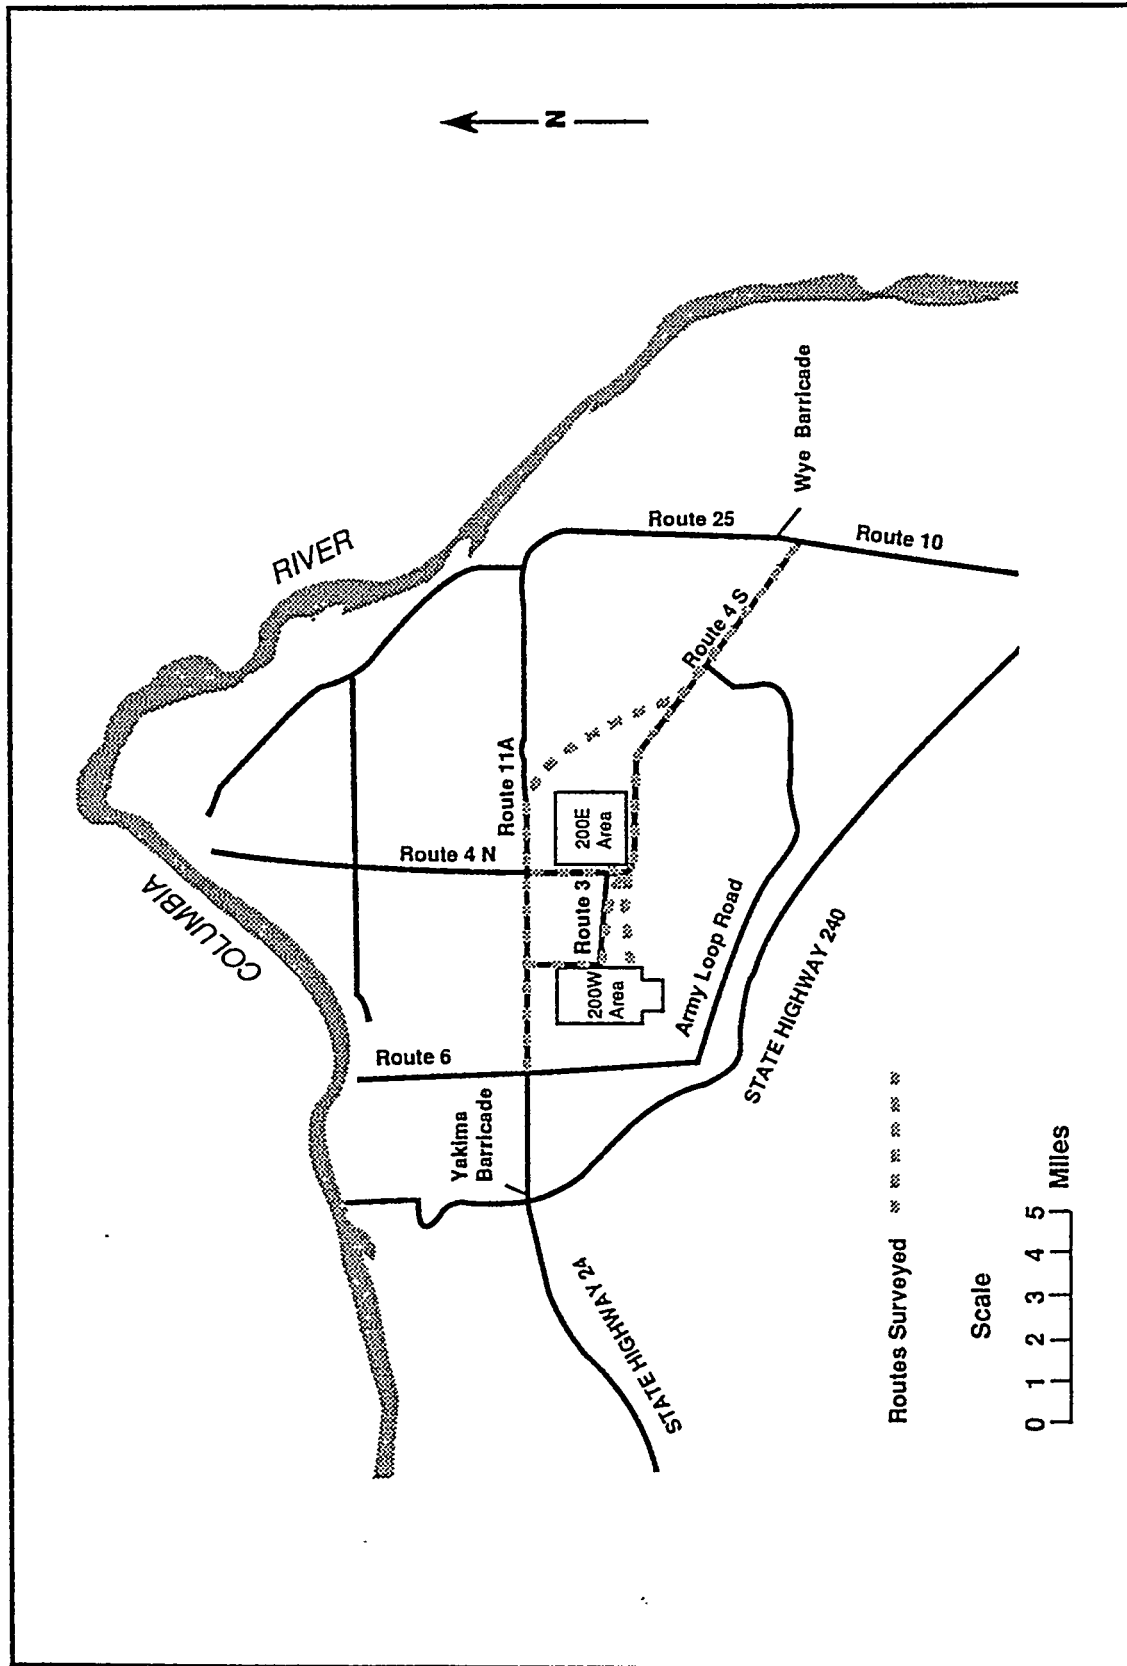 N
COLUMBIA
RIVER
Route 4 N
Route 11A
Route 25
Route 6
Yakima
Barricade
200W
Area
Route 3
200E
Area
Route 4 S
Wye Barricade
Route 10
Army Loop Road
STATE HIGHWAY 24
STATE HIGHWAY 240
Routes Surveyed
Scale
0 1 2 3 4 5
Miles